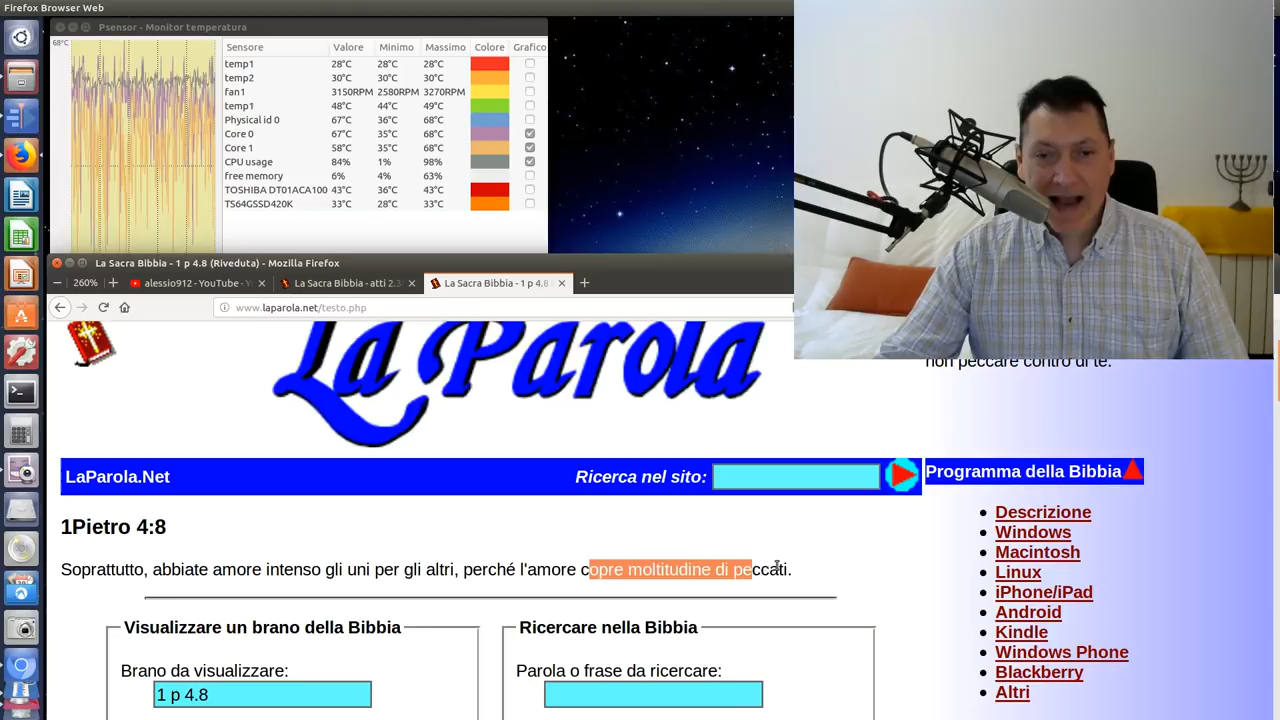 Firefox Browser Web
Psensor - Monitor temperatura
68°C
Sensore Valore Minimo Massimo Colore Grafico
temp1 28°C 28°C 28°C
temp2 30°C 30°C 30°C
fan1 3150RPM 2580RPM 3270RPM
temp1 48°C 44°C 49°C
Physical id 0 67°C 36°C 68°C
Core 0 67°C 35°C 68°C
Core 1 58°C 35°C 68°C
CPU usage 84% 1% 98%
free memory 6% 4% 63%
TOSHIBA DT01ACA100 43°C 36°C 43°C
TS64GSSD420K 33°C 28°C 33°C
La Sacra Bibbia - 1 p 4.8 (Riveduta) - Mozilla Firefox
260% alessio912 - YouTube - La Sacra Bibbia - atti 2.3 La Sacra Bibbia - 1 p 4.8
www.laparola.net/testo.php
La Parola
non peccare contro di te.
LaParola.Net Ricerca nel sito:
Programma della Bibbia
1Pietro 4:8
Soprattutto, abbiate amore intenso gli uni per gli altri, perché l'amore copre moltitudine di peccati.
Visualizzare un brano della Bibbia
Brano da visualizzare:
1 p 4.8
Ricercare nella Bibbia
Parola o frase da ricercare:
Descrizione
Windows
Macintosh
Linux
iPhone/iPad
Android
Kindle
Windows Phone
Blackberry
Altri